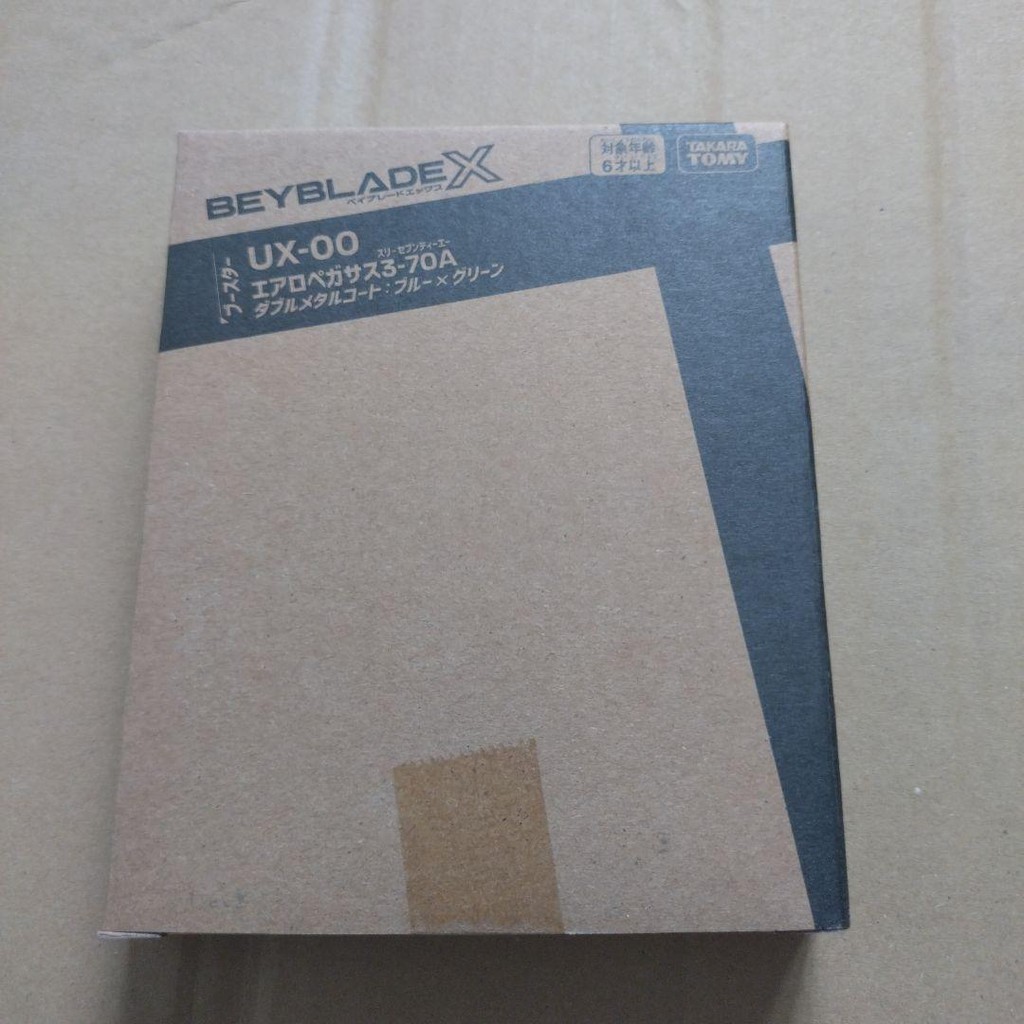 BEYBLADE X
ベイブレードエックス
対象年齢
6才以上
TAKARA
TOMY
ブースター
UX-00
スリーセブンティーエー
エアロペガサス3-70A
ダブルメタルコート:ブルー×グリーン